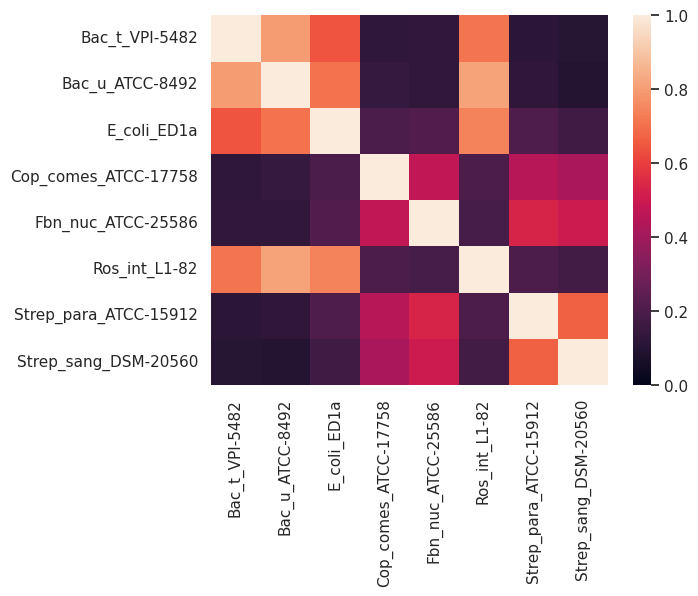 Bac_t_VPI-5482
Bac_u_ATCC-8492
E_coli_ED1a
Cop_comes_ATCC-17758
Fbn_nuc_ATCC-25586
Ros_int_L1-82
Strep_para_ATCC-15912
Strep_sang_DSM-20560
1.0
0.8
0.6
0.4
0.2
0.0
Bac_t_VPI-5482
Bac_u_ATCC-8492
E_coli_ED1a
Cop_comes_ATCC-17758
Fbn_nuc_ATCC-25586
Ros_int_L1-82
Strep_para_ATCC-15912
Strep_sang_DSM-20560